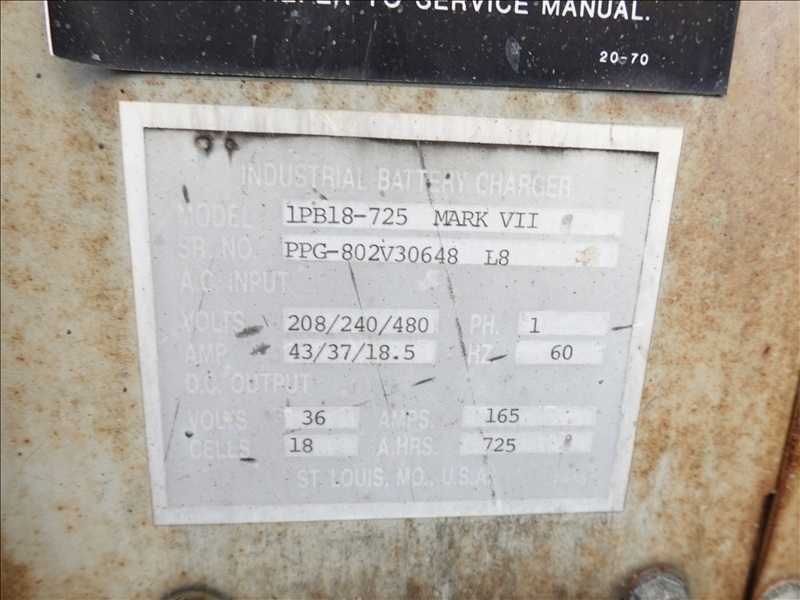 REFER TO SERVICE MANUAL.
20-70
INDUSTRIAL BATTERY CHARGER
MODEL 1PB18-725 MARK VII
SR. NO. PPG-802V30648 L8
A.C. INPUT
VOLTS 208/240/480 PH. 1
AMP. 43/37/18.5 HZ 60
D.C. OUTPUT
VOLTS 36 AMPS. 165
CELLS 18 A.HRS. 725
ST. LOUIS, MO., U.S.A.